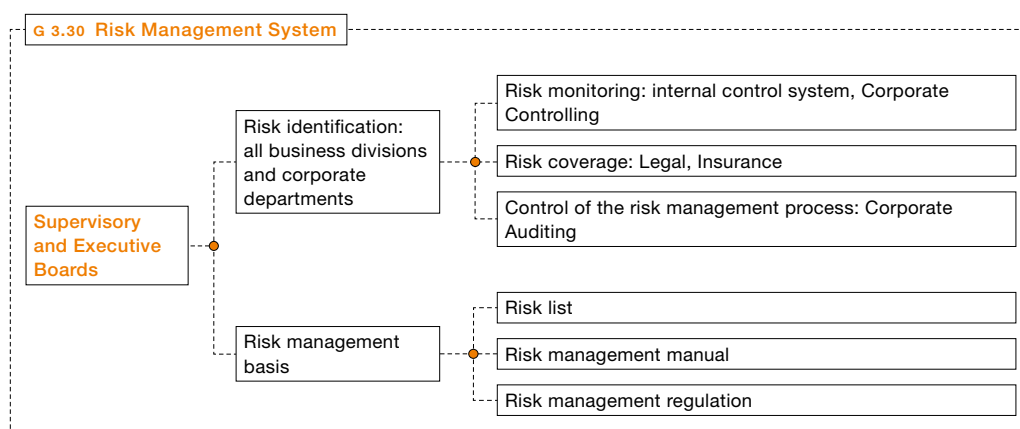 G 3.30 Risk Management System
Supervisory
and Executive
Boards
Risk identification:
all business divisions
and corporate
departments
Risk monitoring: internal control system, Corporate
Controlling
Risk coverage: Legal, Insurance
Control of the risk management process: Corporate
Auditing
Risk management
basis
Risk list
Risk management manual
Risk management regulation